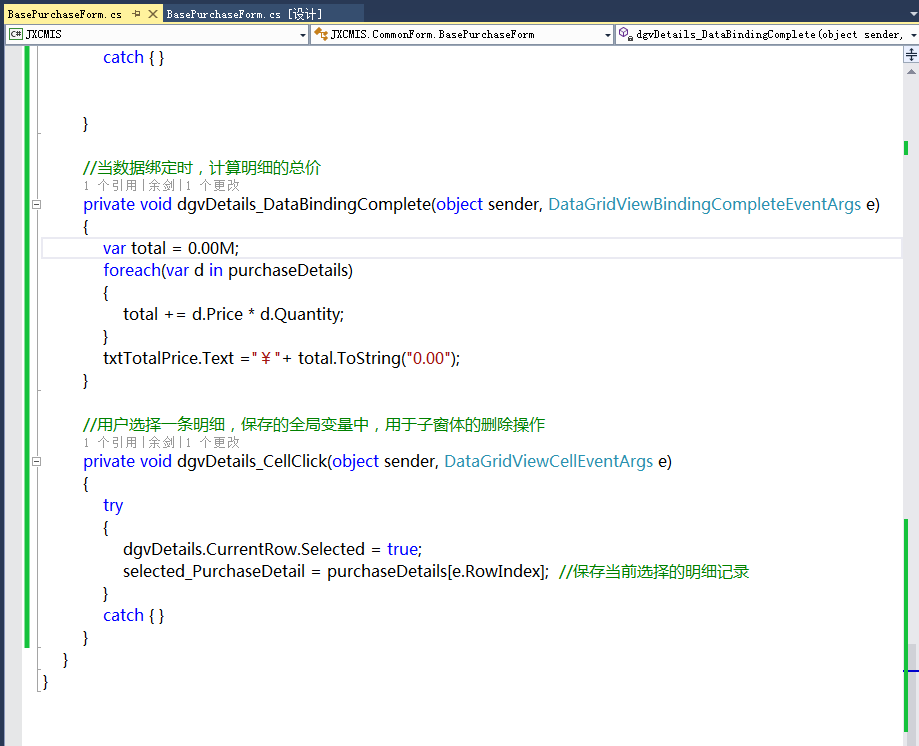 BasePurchaseForm.cs BasePurchaseForm.cs [设计]
C# JXCMIS JXCMIS.CommonForm.BasePurchaseForm dgvDetails_DataBindingComplete(object sender,
catch { }
}
//当数据绑定时，计算明细的总价
1 个引用|余剑|1 个更改
private void dgvDetails_DataBindingComplete(object sender, DataGridViewBindingCompleteEventArgs e)
{
var total = 0.00M;
foreach(var d in purchaseDetails)
{
total += d.Price * d.Quantity;
}
txtTotalPrice.Text ="￥"+ total.ToString("0.00");
}
//用户选择一条明细，保存的全局变量中，用于子窗体的删除操作
1 个引用|余剑|1 个更改
private void dgvDetails_CellClick(object sender, DataGridViewCellEventArgs e)
{
try
{
dgvDetails.CurrentRow.Selected = true;
selected_PurchaseDetail = purchaseDetails[e.RowIndex]; //保存当前选择的明细记录
}
catch { }
}
}
}